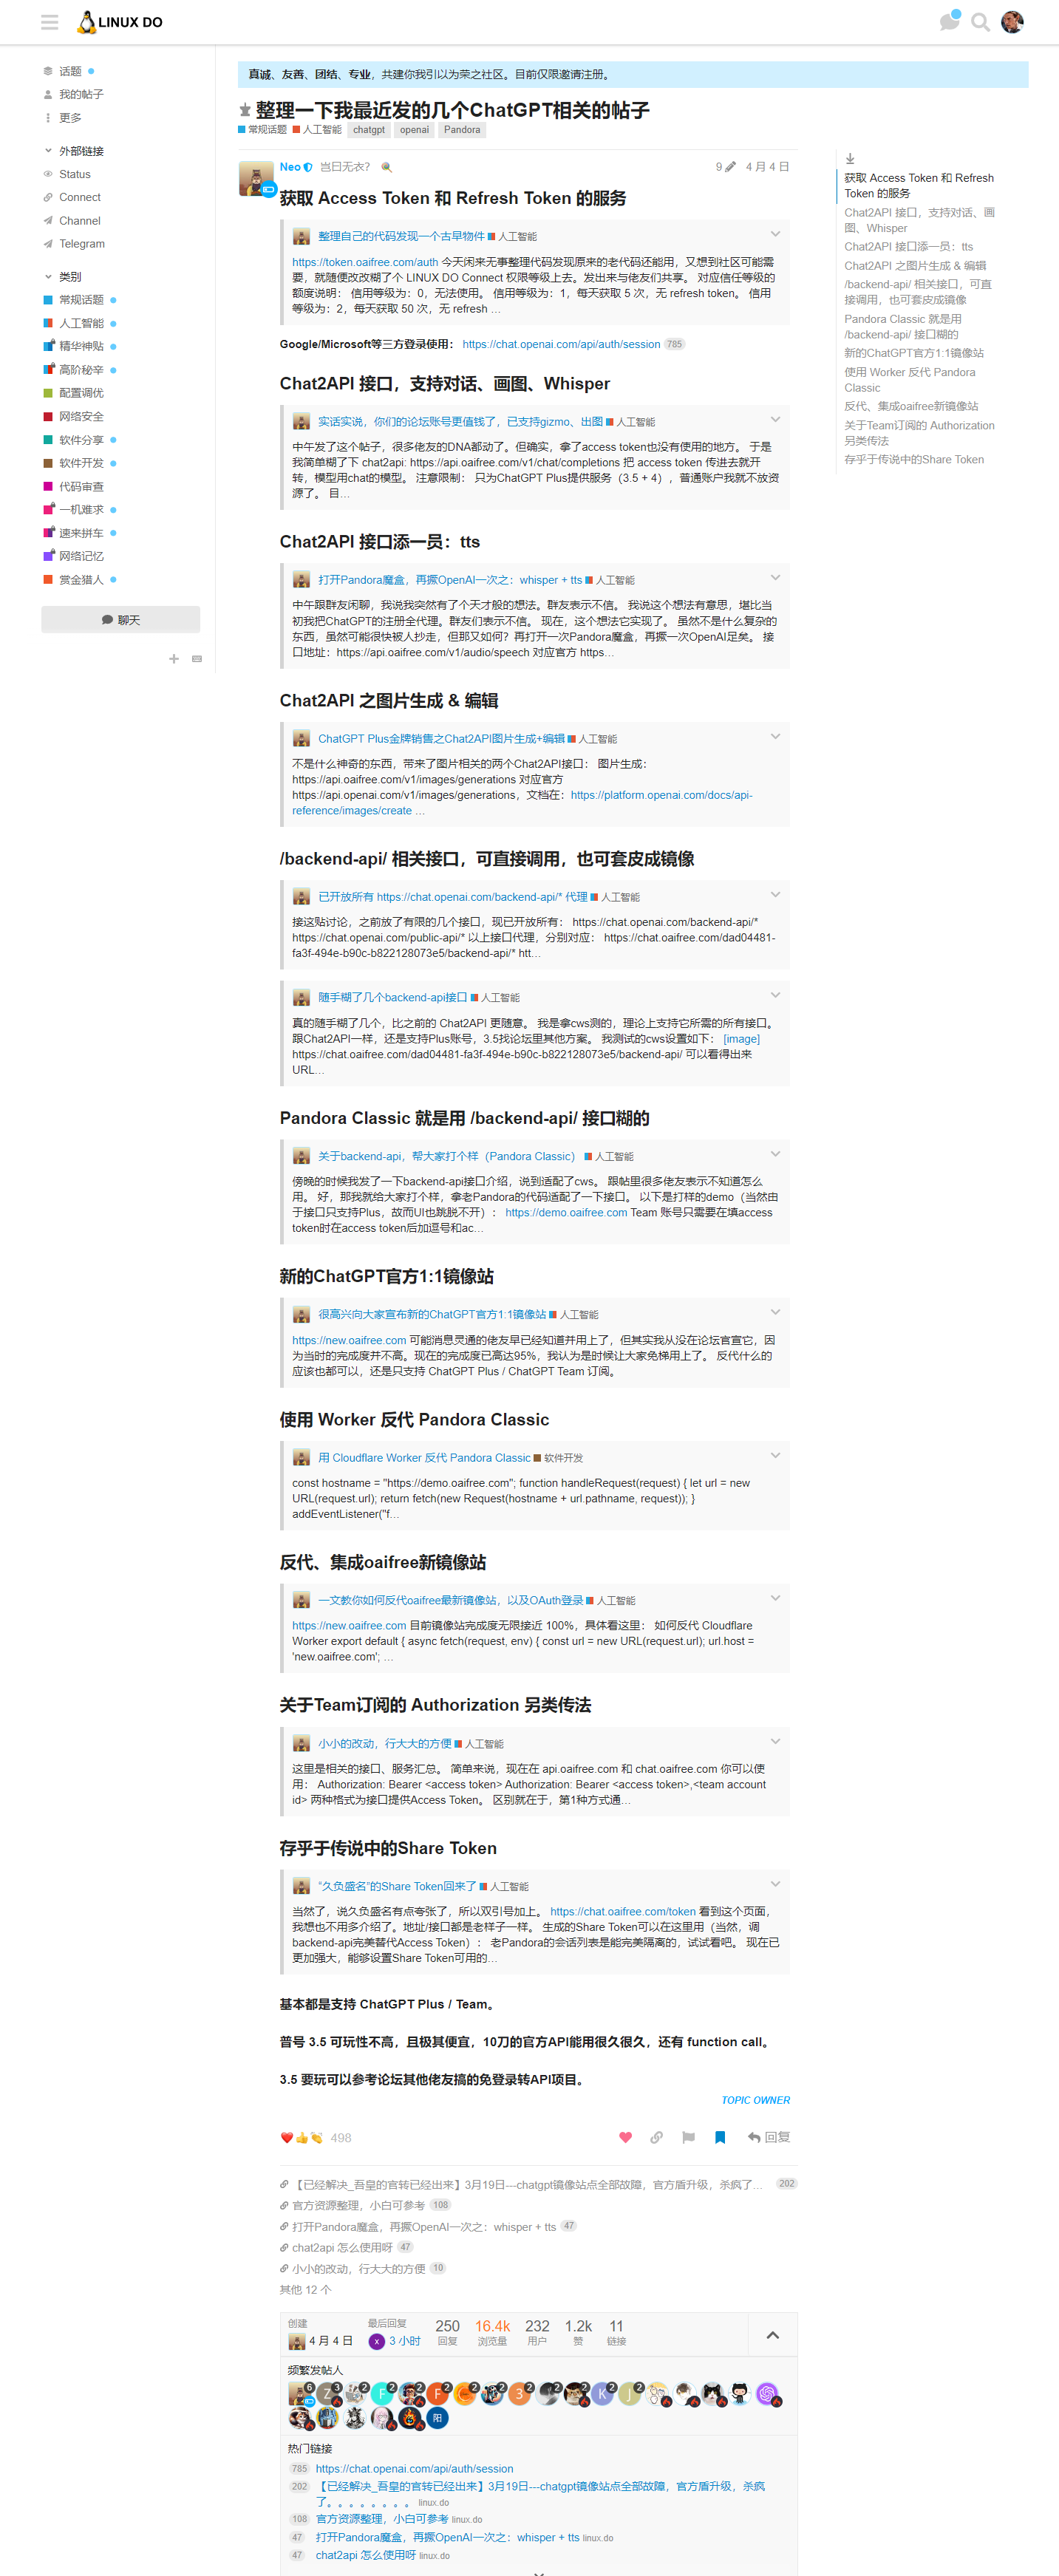 LINUX DO
话题
我的帖子
更多
外部链接
Status
Connect
Channel
Telegram
类别
常规话题
人工智能
精华神贴
高阶秘辛
配置调优
网络安全
软件分享
软件开发
代码审查
一机难求
速来拼车
网络记忆
赏金猎人
聊天
真诚、友善、团结、专业，共建你我引以为荣之社区。目前仅限邀请注册。
整理一下我最近发的几个ChatGPT相关的帖子
常规话题 人工智能 chatgpt openai Pandora
Neo 岂曰无衣？ 9 4 月 4 日
获取 Access Token 和 Refresh Token 的服务
整理自己的代码发现一个古早物件 人工智能
https://token.oaifree.com/auth 今天闲来无事整理代码发现原来的老代码还能用，又想到社区可能需
要，就随便改改糊了个 LINUX DO Connect 权限等级上去。发出来与佬友们共享。 对应信任等级的
额度说明： 信用等级为：0，无法使用。 信用等级为：1，每天获取 5 次，无 refresh token。 信用
等级为：2，每天获取 50 次，无 refresh …
Google/Microsoft等三方登录使用： https://chat.openai.com/api/auth/session 785
Chat2API 接口，支持对话、画图、Whisper
实话实说，你们的论坛账号更值钱了，已支持gizmo、出图 人工智能
中午发了这个帖子，很多佬友的DNA都动了。但确实，拿了access token也没有使用的地方。 于是
我简单糊了下 chat2api: https://api.oaifree.com/v1/chat/completions 把 access token 传进去就开
转，模型用chat的模型。 注意限制： 只为ChatGPT Plus提供服务（3.5 + 4），普通账户我就不放资
源了。 目…
Chat2API 接口添一员：tts
打开Pandora魔盒，再撅OpenAI一次之：whisper + tts 人工智能
中午跟群友闲聊，我说我突然有了个天才般的想法。群友表示不信。 我说这个想法有意思，堪比当
初我把ChatGPT的注册全代理。群友们表示不信。 现在，这个想法它实现了。 虽然不是什么复杂的
东西，虽然可能很快被人抄走，但那又如何？再打开一次Pandora魔盒，再撅一次OpenAI足矣。 接
口地址：https://api.oaifree.com/v1/audio/speech 对应官方 https…
Chat2API 之图片生成 & 编辑
ChatGPT Plus金牌销售之Chat2API图片生成+编辑 人工智能
不是什么神奇的东西，带来了图片相关的两个Chat2API接口： 图片生成：
https://api.oaifree.com/v1/images/generations 对应官方
https://api.openai.com/v1/images/generations，文档在：https://platform.openai.com/docs/api-
reference/images/create …
/backend-api/ 相关接口，可直接调用，也可套皮成镜像
已开放所有 https://chat.openai.com/backend-api/* 代理 人工智能
接这贴讨论，之前放了有限的几个接口，现已开放所有： https://chat.openai.com/backend-api/*
https://chat.openai.com/public-api/* 以上接口代理，分别对应： https://chat.oaifree.com/dad04481-
fa3f-494e-b90c-b822128073e5/backend-api/* htt…
随手糊了几个backend-api接口 人工智能
真的随手糊了几个，比之前的 Chat2API 更随意。 我是拿cws测的，理论上支持它所需的所有接口。
跟Chat2API一样，还是支持Plus账号，3.5找论坛里其他方案。 我测试的cws设置如下： [image]
https://chat.oaifree.com/dad04481-fa3f-494e-b90c-b822128073e5/backend-api/ 可以看得出来
URL…
Pandora Classic 就是用 /backend-api/ 接口糊的
关于backend-api，帮大家打个样（Pandora Classic） 人工智能
傍晚的时候我发了一下backend-api接口介绍，说到适配了cws。 跟帖里很多佬友表示不知道怎么
用。 好，那我就给大家打个样，拿老Pandora的代码适配了一下接口。 以下是打样的demo（当然由
于接口只支持Plus，故而UI也跳脱不开）： https://demo.oaifree.com Team 账号只需要在填access
token时在access token后加逗号和ac…
新的ChatGPT官方1:1镜像站
很高兴向大家宣布新的ChatGPT官方1:1镜像站 人工智能
https://new.oaifree.com 可能消息灵通的佬友早已经知道并用上了，但其实我从没在论坛官宣它，因
为当时的完成度并不高。现在的完成度已高达95%，我认为是时候让大家免梯用上了。 反代什么的
应该也都可以，还是只支持 ChatGPT Plus / ChatGPT Team 订阅。
使用 Worker 反代 Pandora Classic
用 Cloudflare Worker 反代 Pandora Classic 软件开发
const hostname = "https://demo.oaifree.com"; function handleRequest(request) { let url = new
URL(request.url); return fetch(new Request(hostname + url.pathname, request)); }
addEventListener("f…
反代、集成oaifree新镜像站
一文教你如何反代oaifree最新镜像站，以及OAuth登录 人工智能
https://new.oaifree.com 目前镜像站完成度无限接近 100%，具体看这里： 如何反代 Cloudflare
Worker export default { async fetch(request, env) { const url = new URL(request.url); url.host =
'new.oaifree.com'; …
关于Team订阅的 Authorization 另类传法
小小的改动，行大大的方便 人工智能
这里是相关的接口、服务汇总。 简单来说，现在在 api.oaifree.com 和 chat.oaifree.com 你可以使
用： Authorization: Bearer <access token> Authorization: Bearer <access token>,<team account
id> 两种格式为接口提供Access Token。 区别就在于，第1种方式通…
存乎于传说中的Share Token
“久负盛名”的Share Token回来了 人工智能
当然了，说久负盛名有点夸张了，所以双引号加上。 https://chat.oaifree.com/token 看到这个页面，
我想也不用多介绍了。地址/接口都是老样子一样。 生成的Share Token可以在这里用（当然，调
backend-api完美替代Access Token）： 老Pandora的会话列表是能完美隔离的，试试看吧。 现在已
更加强大，能够设置Share Token可用的…
基本都是支持 ChatGPT Plus / Team。
普号 3.5 可玩性不高，且极其便宜，10刀的官方API能用很久很久，还有 function call。
3.5 要玩可以参考论坛其他佬友搞的免登录转API项目。
TOPIC OWNER
498 回复
【已经解决_吾皇的官转已经出来】3月19日---chatgpt镜像站点全部故障，官方盾升级，杀疯了… 202
官方资源整理，小白可参考 108
打开Pandora魔盒，再撅OpenAI一次之：whisper + tts 47
chat2api 怎么使用呀 47
小小的改动，行大大的方便 10
其他 12 个
创建 最后回复 250 16.4k 232 1.2k 11
4 月 4 日 x 3 小时 回复 浏览量 用户 赞 链接
频繁发帖人
6 Z 3 2 F 2 2 F 2 2 2 3 2 2 2 K 2 J 2
阳
热门链接
785 https://chat.openai.com/api/auth/session
202 【已经解决_吾皇的官转已经出来】3月19日---chatgpt镜像站点全部故障，官方盾升级，杀疯
了。。。。。。。。 linux.do
108 官方资源整理，小白可参考 linux.do
47 打开Pandora魔盒，再撅OpenAI一次之：whisper + tts linux.do
47 chat2api 怎么使用呀 linux.do
获取 Access Token 和 Refresh
Token 的服务
Chat2API 接口，支持对话、画
图、Whisper
Chat2API 接口添一员：tts
Chat2API 之图片生成 & 编辑
/backend-api/ 相关接口，可直
接调用，也可套皮成镜像
Pandora Classic 就是用
/backend-api/ 接口糊的
新的ChatGPT官方1:1镜像站
使用 Worker 反代 Pandora
Classic
反代、集成oaifree新镜像站
关于Team订阅的 Authorization
另类传法
存乎于传说中的Share Token